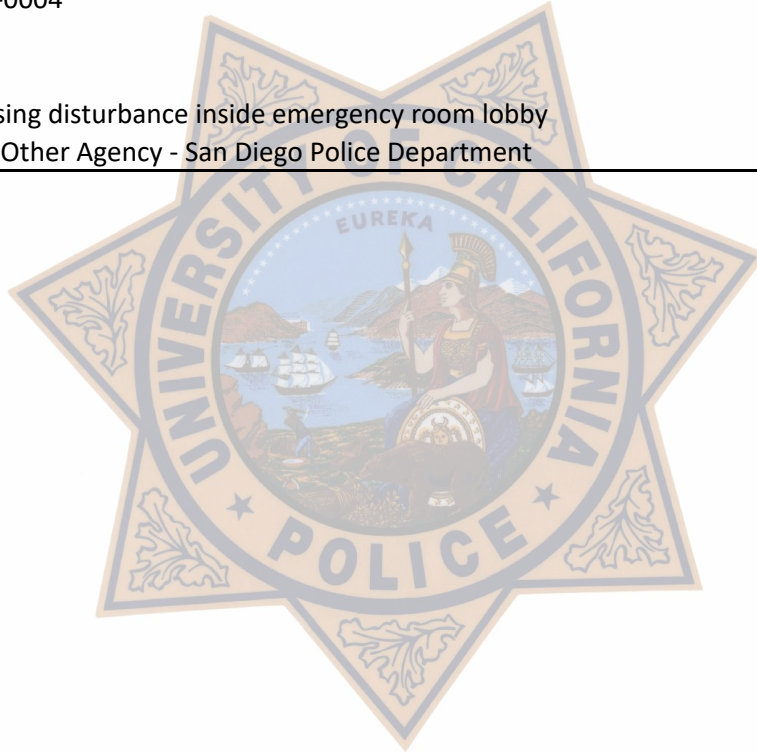 0004
sing disturbance inside emergency room lobby
Other Agency - San Diego Police Department
UNIVERSITY OF CALIFORNIA
EUREKA
POLICE